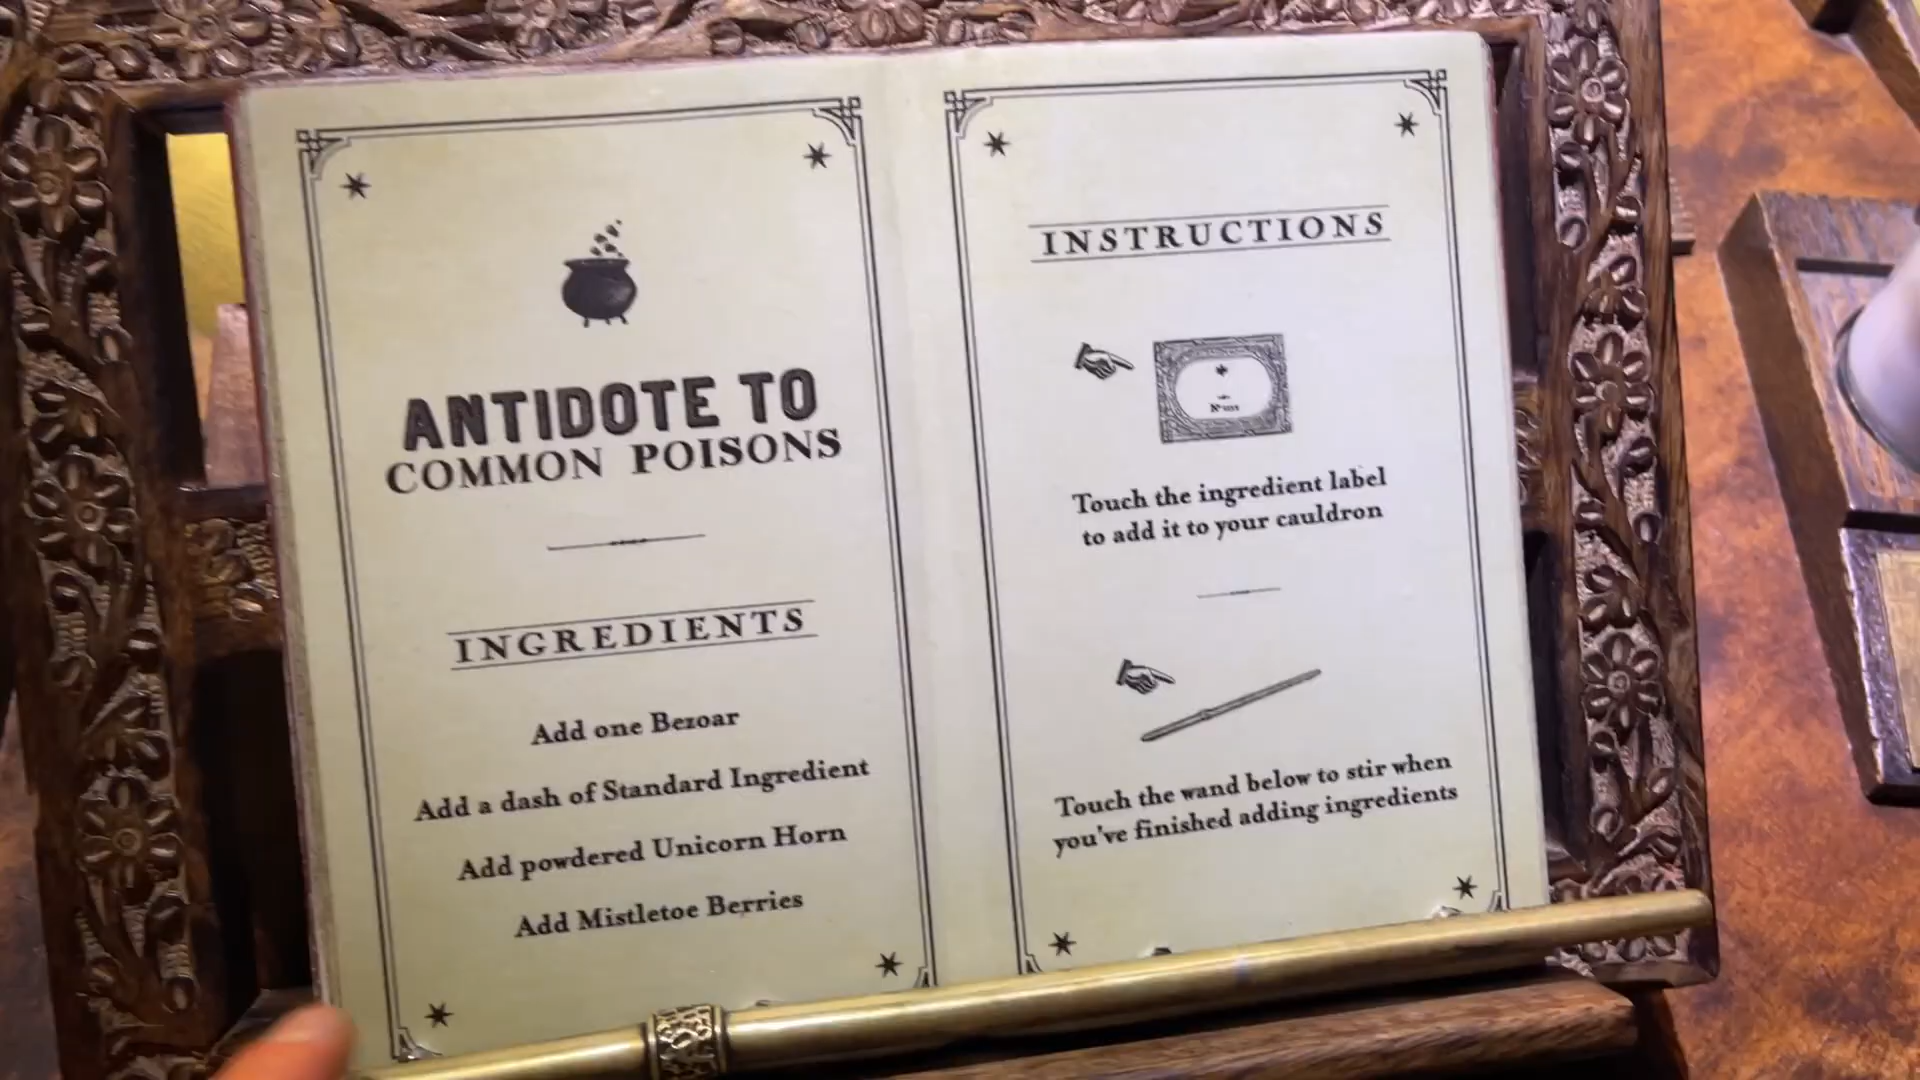 ANTIDOTE TO
COMMON POISONS
INGREDIENTS
Add one Bezoar
Add a dash of Standard Ingredient
Add powdered Unicorn Horn
Add Mistletoe Berries
INSTRUCTIONS
Touch the ingredient label
to add it to your cauldron
Touch the wand below to stir when
you've finished adding ingredients